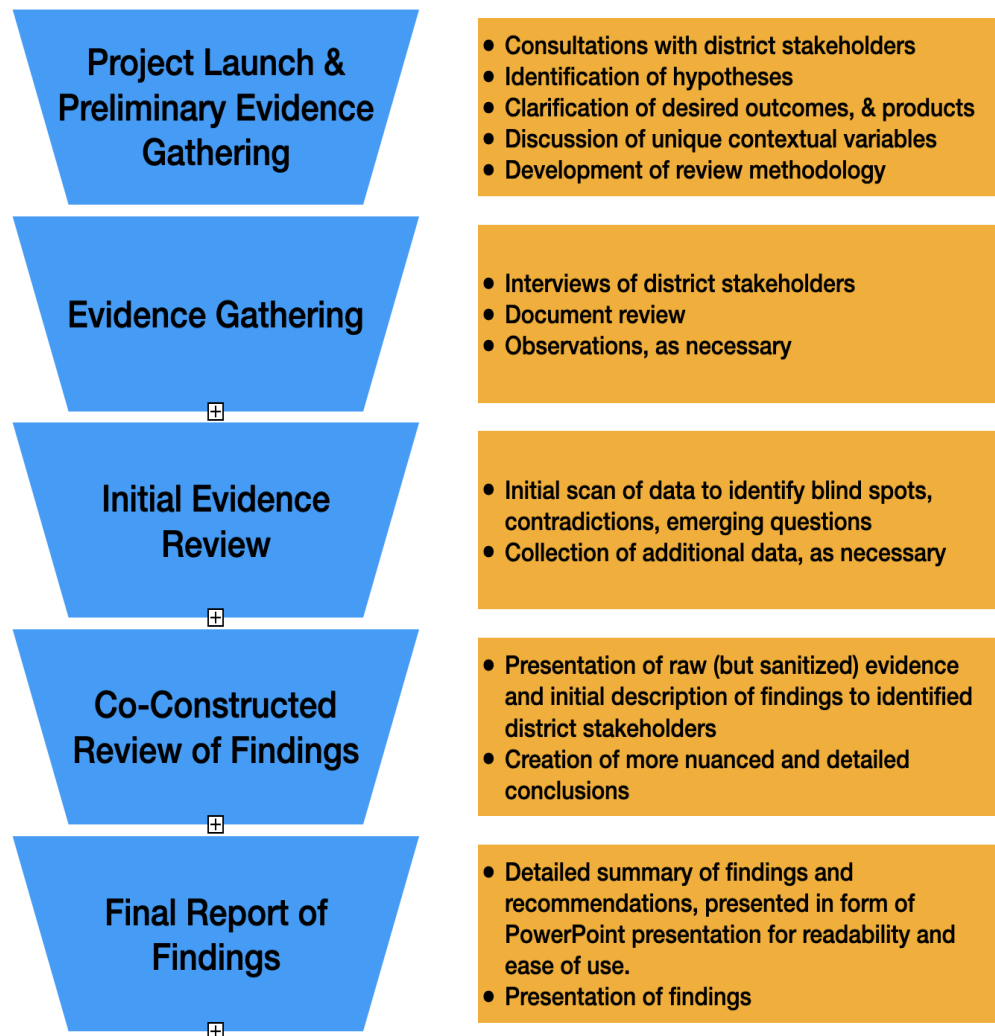 Project Launch &
Preliminary Evidence
Gathering
• Consultations with district stakeholders
• Identification of hypotheses
• Clarification of desired outcomes, & products
• Discussion of unique contextual variables
• Development of review methodology
Evidence Gathering
• Interviews of district stakeholders
• Document review
• Observations, as necessary
Initial Evidence
Review
• Initial scan of data to identify blind spots,
contradictions, emerging questions
• Collection of additional data, as necessary
Co-Constructed
Review of Findings
• Presentation of raw (but sanitized) evidence
and initial description of findings to identified
district stakeholders
• Creation of more nuanced and detailed
conclusions
Final Report of
Findings
• Detailed summary of findings and
recommendations, presented in form of
PowerPoint presentation for readability and
ease of use.
• Presentation of findings